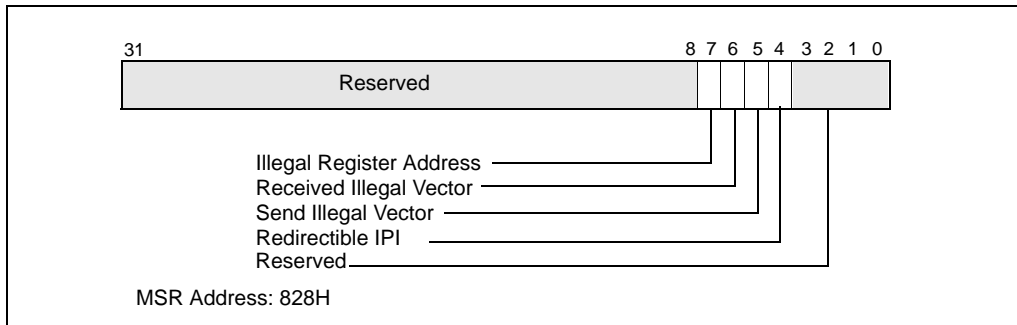 31 8 7 6 5 4 3 2 1 0
Reserved
Illegal Register Address
Received Illegal Vector
Send Illegal Vector
Redirectible IPI
Reserved
MSR Address: 828H